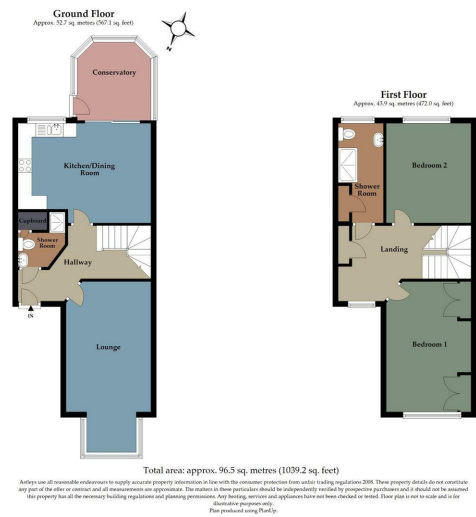 Ground Floor
Approx. 52.7 sq. metres (567.1 sq. feet)
N
Conservatory
Kitchen/Dining
Room
Cupboard
Shower
Room
Hallway
IN
Lounge
First Floor
Approx. 43.9 sq. metres (472.0 sq. feet)
Bedroom 2
Shower
Room
Landing
Bedroom 1
Total area: approx. 96.5 sq. metres (1039.2 sq. feet)
Astleys use all reasonable endeavours to supply accurate property information in line with the consumer protection from unfair trading regulations 2008. These property details do not constitute
any part of the offer or contract and all measurements are approximate. The matters in these particulars should be independently verified by prospective purchasers and it should not be assumed
this property has all the necessary building regulations and planning permissions. Any heating, services and appliances have not been checked or tested. Floor plan is not to scale and is for
illustrative purposes only.
Plan produced using PlanUp.